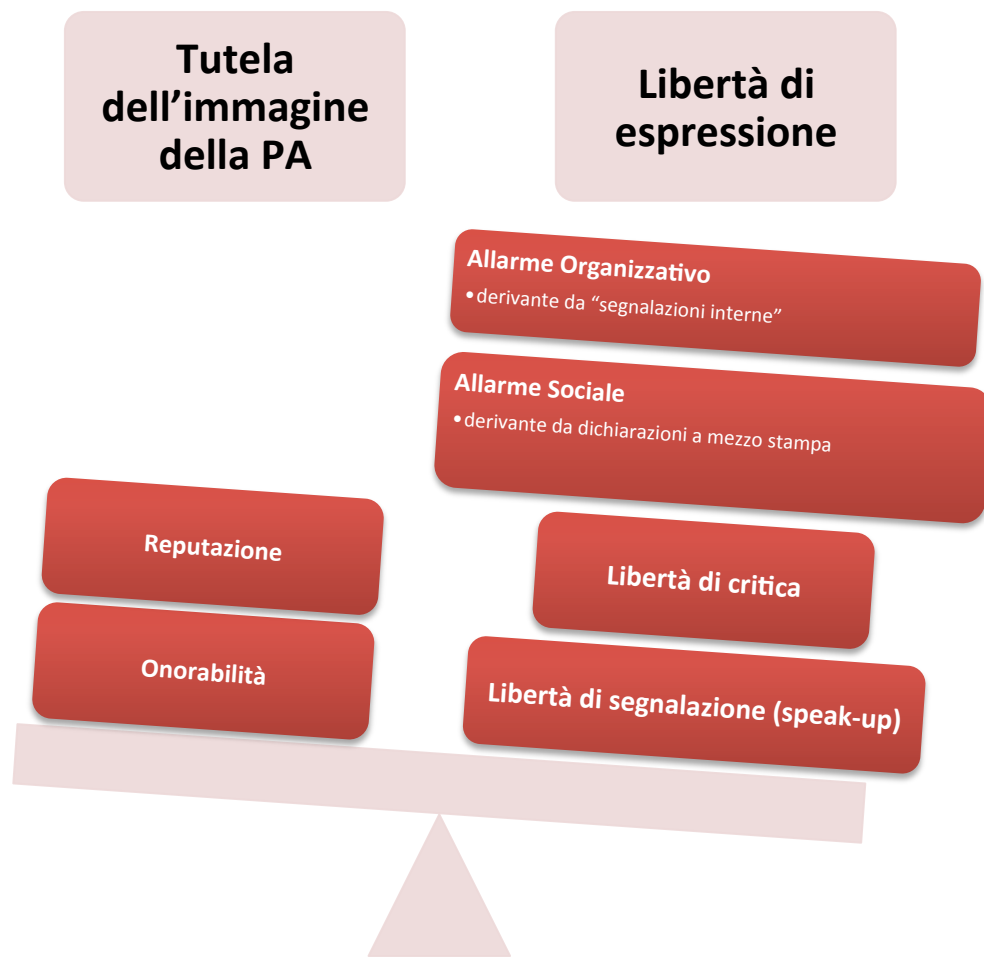 Tutela
dell’immagine
della PA
Libertà di
espressione
Allarme Organizzativo
•derivante da “segnalazioni interne”
Allarme Sociale
•derivante da dichiarazioni a mezzo stampa
Reputazione
Onorabilità
Libertà di critica
Libertà di segnalazione (speak-up)